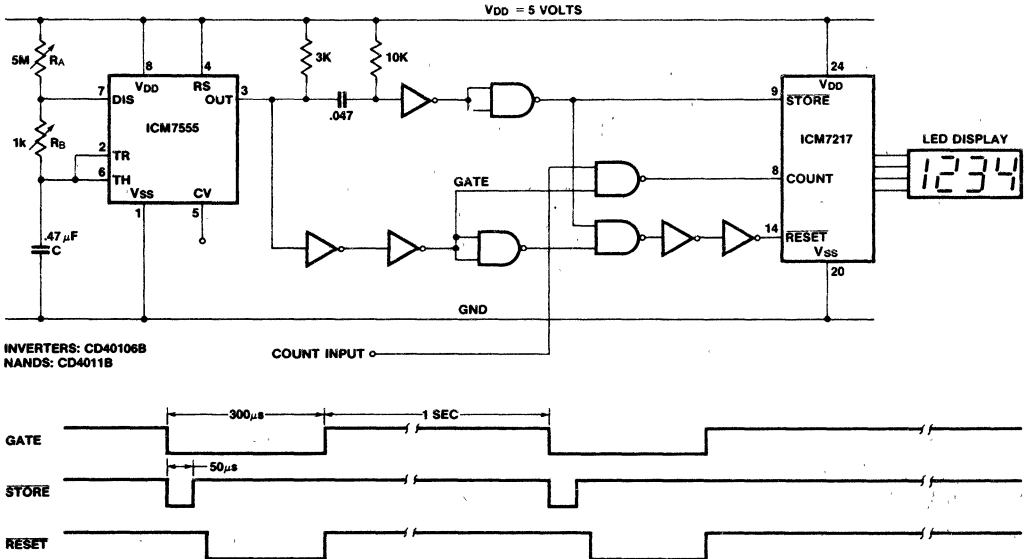 VDD = 5 VOLTS
5M RA
3K
10K
8
4
24
VDD
RS
VDD
7
DIS
OUT
3
9
STORE
ICM7555
.047
ICM7217
LED DISPLAY
1k RB
2
TR
1234
6
TH
GATE
8
COUNT
VSS
CV
1
5
.47 µF
C
14
RESET
VSS
20
GND
INVERTERS: CD40106B
NANDS: CD4011B
COUNT INPUT
300µs
1 SEC
GATE
50µs
STORE
RESET